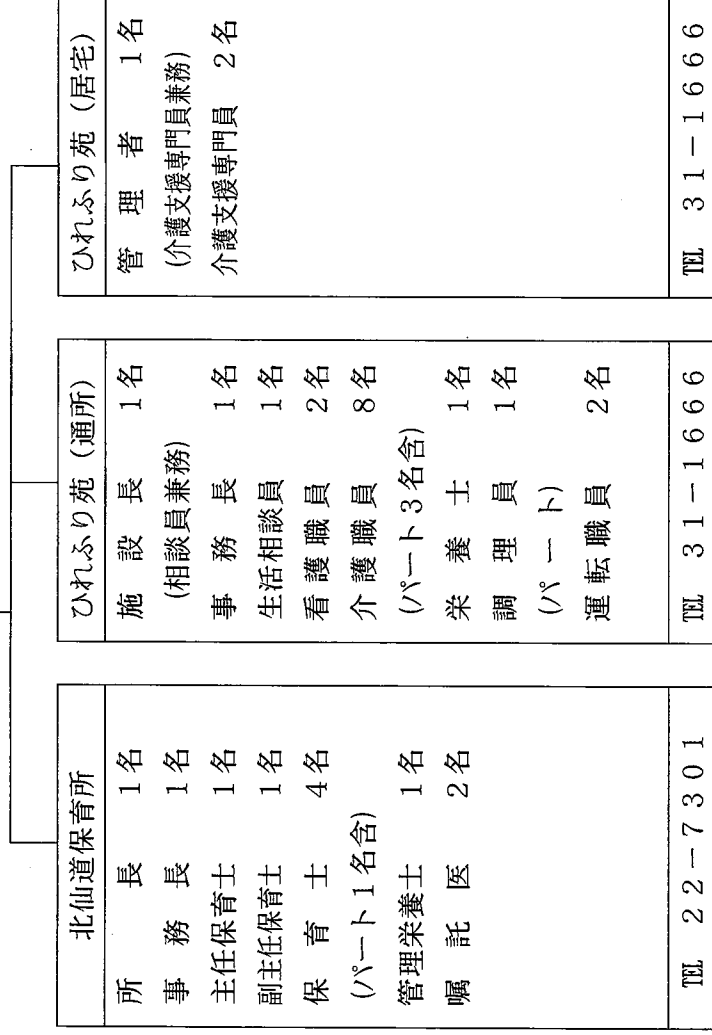 北仙道保育所
所長 1名
事務長 1名
主任保育士 1名
副主任保育士 1名
保育士 4名
(パート1名含)
管理栄養士 1名
嘱託医 2名
TEL 22-7301
ひれふり苑(通所)
施設長 1名
(相談員兼務)
事務長 1名
生活相談員 1名
看護職員 2名
介護職員 8名
(パート3名含)
栄養士 1名
調理員 1名
(パート)
運転職員 2名
TEL 31-1666
ひれふり苑(居宅)
管理者 1名
(介護支援専門員兼務)
介護支援専門員 2名
TEL 31-1666